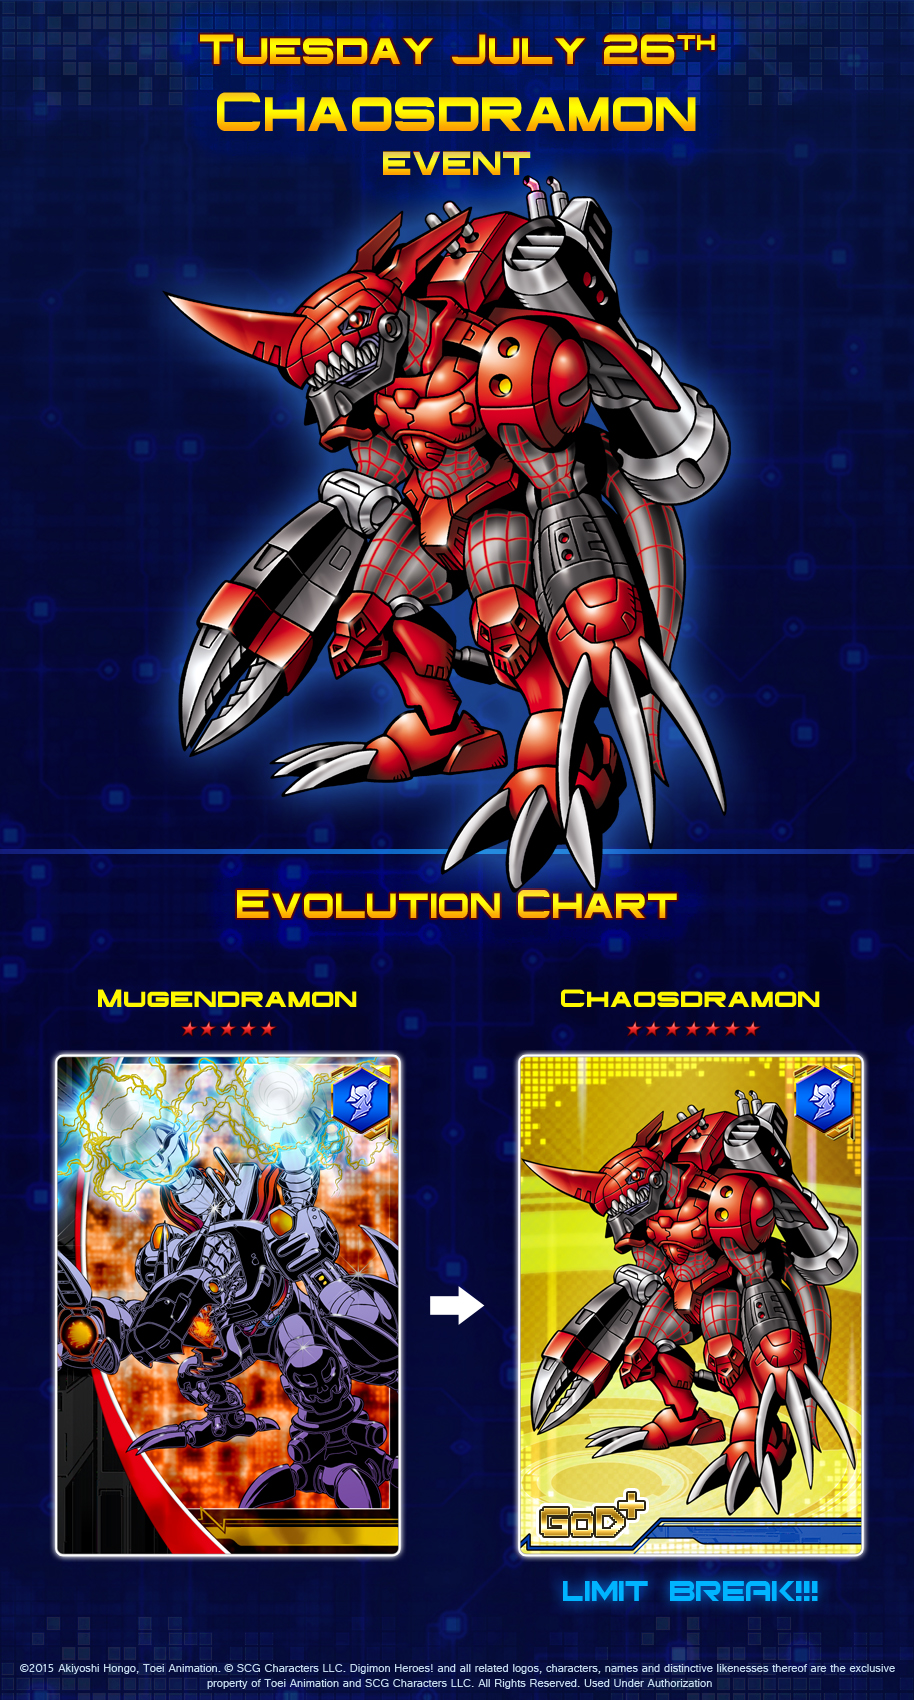 Tuesday July 26TH
Chaosdramon
EVENT
Evolution Chart
Mugendramon
Chaosdramon
GoD+
LIMIT BREAK!!!
©2015 Akiyoshi Hongo, Toei Animation. © SCG Characters LLC. Digimon Heroes! and all related logos, characters, names and distinctive likenesses thereof are the exclusive
property of Toei Animation and SCG Characters LLC. All Rights Reserved. Used Under Authorization